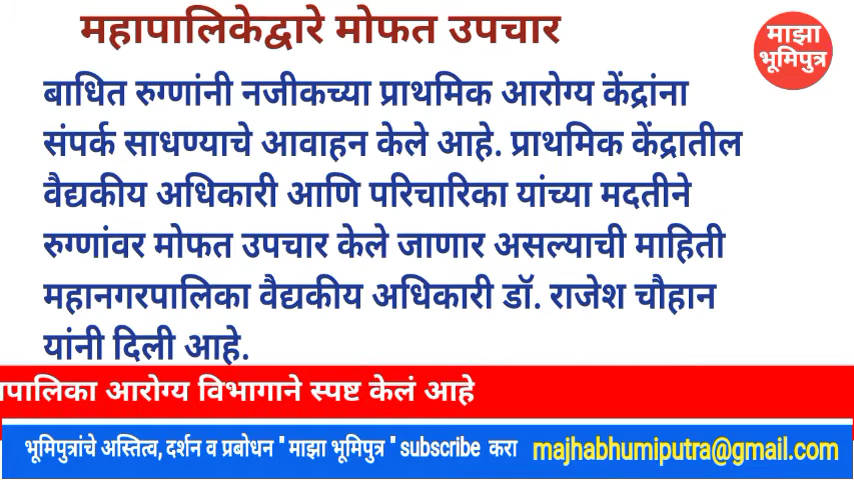 महापालिकेद्वारे मोफत उपचार
माझा
भूमिपुत्र
बाधित रुग्णांनी नजीकच्या प्राथमिक आरोग्य केंद्रांना
संपर्क साधण्याचे आवाहन केले आहे. प्राथमिक केंद्रातील
वैद्यकीय अधिकारी आणि परिचारिका यांच्या मदतीने
रुग्णांवर मोफत उपचार केले जाणार असल्याची माहिती
महानगरपालिका वैद्यकीय अधिकारी डॉ. राजेश चौहान
यांनी दिली आहे.
पालिका आरोग्य विभागाने स्पष्ट केलं आहे
भूमिपुत्रांचे अस्तित्व, दर्शन व प्रबोधन " माझा भूमिपुत्र " subscribe करा majhabhumiputra@gmail.com